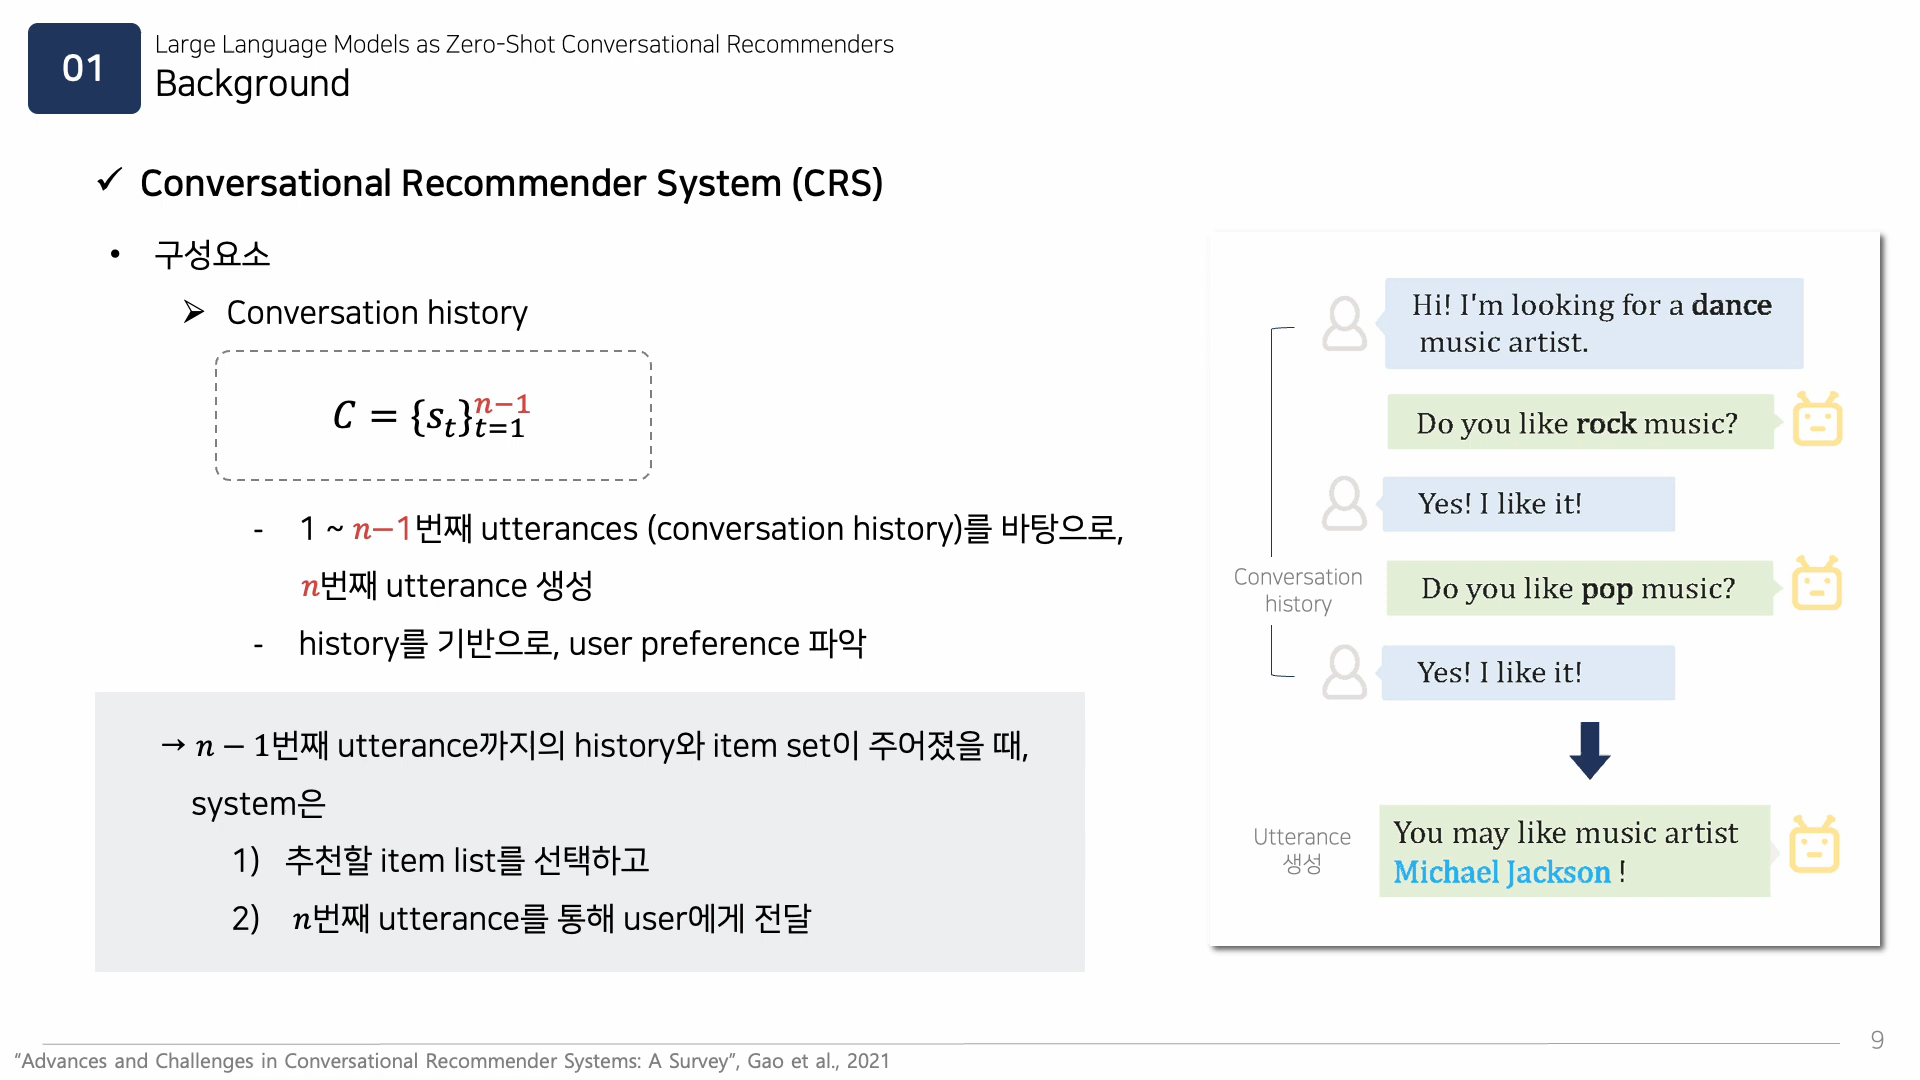 01
Large Language Models as Zero-Shot Conversational Recommenders
Background
✓ Conversational Recommender System (CRS)
• 구성요소
➢ Conversation history
C = {s_t}_{t=1}^{n−1}
- 1 ~ n−1번째 utterances (conversation history)를 바탕으로,
n번째 utterance 생성
- history를 기반으로, user preference 파악
→ n − 1번째 utterance까지의 history와 item set이 주어졌을 때,
system은
1) 추천할 item list를 선택하고
2) n번째 utterance를 통해 user에게 전달
Hi! I'm looking for a dance
music artist.
Do you like rock music?
Yes! I like it!
Conversation
history
Do you like pop music?
Yes! I like it!
Utterance
생성
You may like music artist
Michael Jackson !
“Advances and Challenges in Conversational Recommender Systems: A Survey”, Gao et al., 2021
9